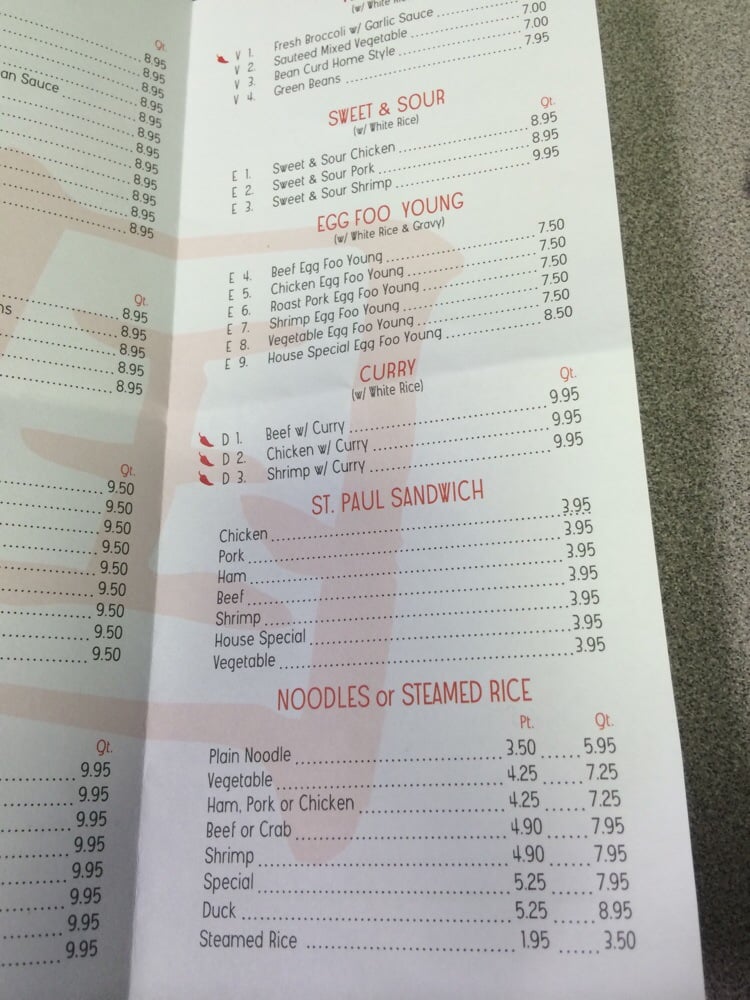 Qt.
8.95
8.95
an Sauce 8.95
8.95
8.95
8.95
8.95
8.95
8.95
8.95
Qt.
8.95
8.95
8.95
8.95
8.95
Qt.
9.50
9.50
9.50
9.50
9.50
9.50
9.50
9.50
9.50
Qt.
9.95
9.95
9.95
9.95
9.95
9.95
9.95
9.95
(w/ White
V 1. Fresh Broccoli w/ Garlic Sauce
V 2. Sauteed Mixed Vegetable 7.00
V 3. Bean Curd Home Style 7.00
V 4. Green Beans 7.95
SWEET & SOUR
(w/ White Rice)
Qt.
E 1. Sweet & Sour Chicken 8.95
E 2. Sweet & Sour Pork 8.95
E 3. Sweet & Sour Shrimp 9.95
EGG FOO YOUNG
(w/ White Rice & Gravy)
E 4. Beef Egg Foo Young 7.50
E 5. Chicken Egg Foo Young 7.50
E 6. Roast Pork Egg Foo Young 7.50
E 7. Shrimp Egg Foo Young 7.50
E 8. Vegetable Egg Foo Young 7.50
E 9. House Special Egg Foo Young 8.50
CURRY
(w/ White Rice)
Qt.
D 1. Beef w/ Curry 9.95
D 2. Chicken w/ Curry 9.95
D 3. Shrimp w/ Curry 9.95
ST. PAUL SANDWICH
Chicken 3.95
Pork 3.95
Ham 3.95
Beef 3.95
Shrimp 3.95
House Special 3.95
Vegetable 3.95
NOODLES or STEAMED RICE
Pt. Qt.
Plain Noodle 3.50 5.95
Vegetable 4.25 7.25
Ham, Pork or Chicken 4.25 7.25
Beef or Crab 4.90 7.95
Shrimp 4.90 7.95
Special 5.25 7.95
Duck 5.25 8.95
Steamed Rice 1.95 3.50